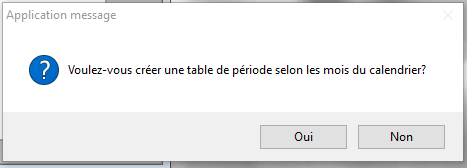 Application message
Voulez-vous créer une table de période selon les mois du calendrier?
Oui
Non